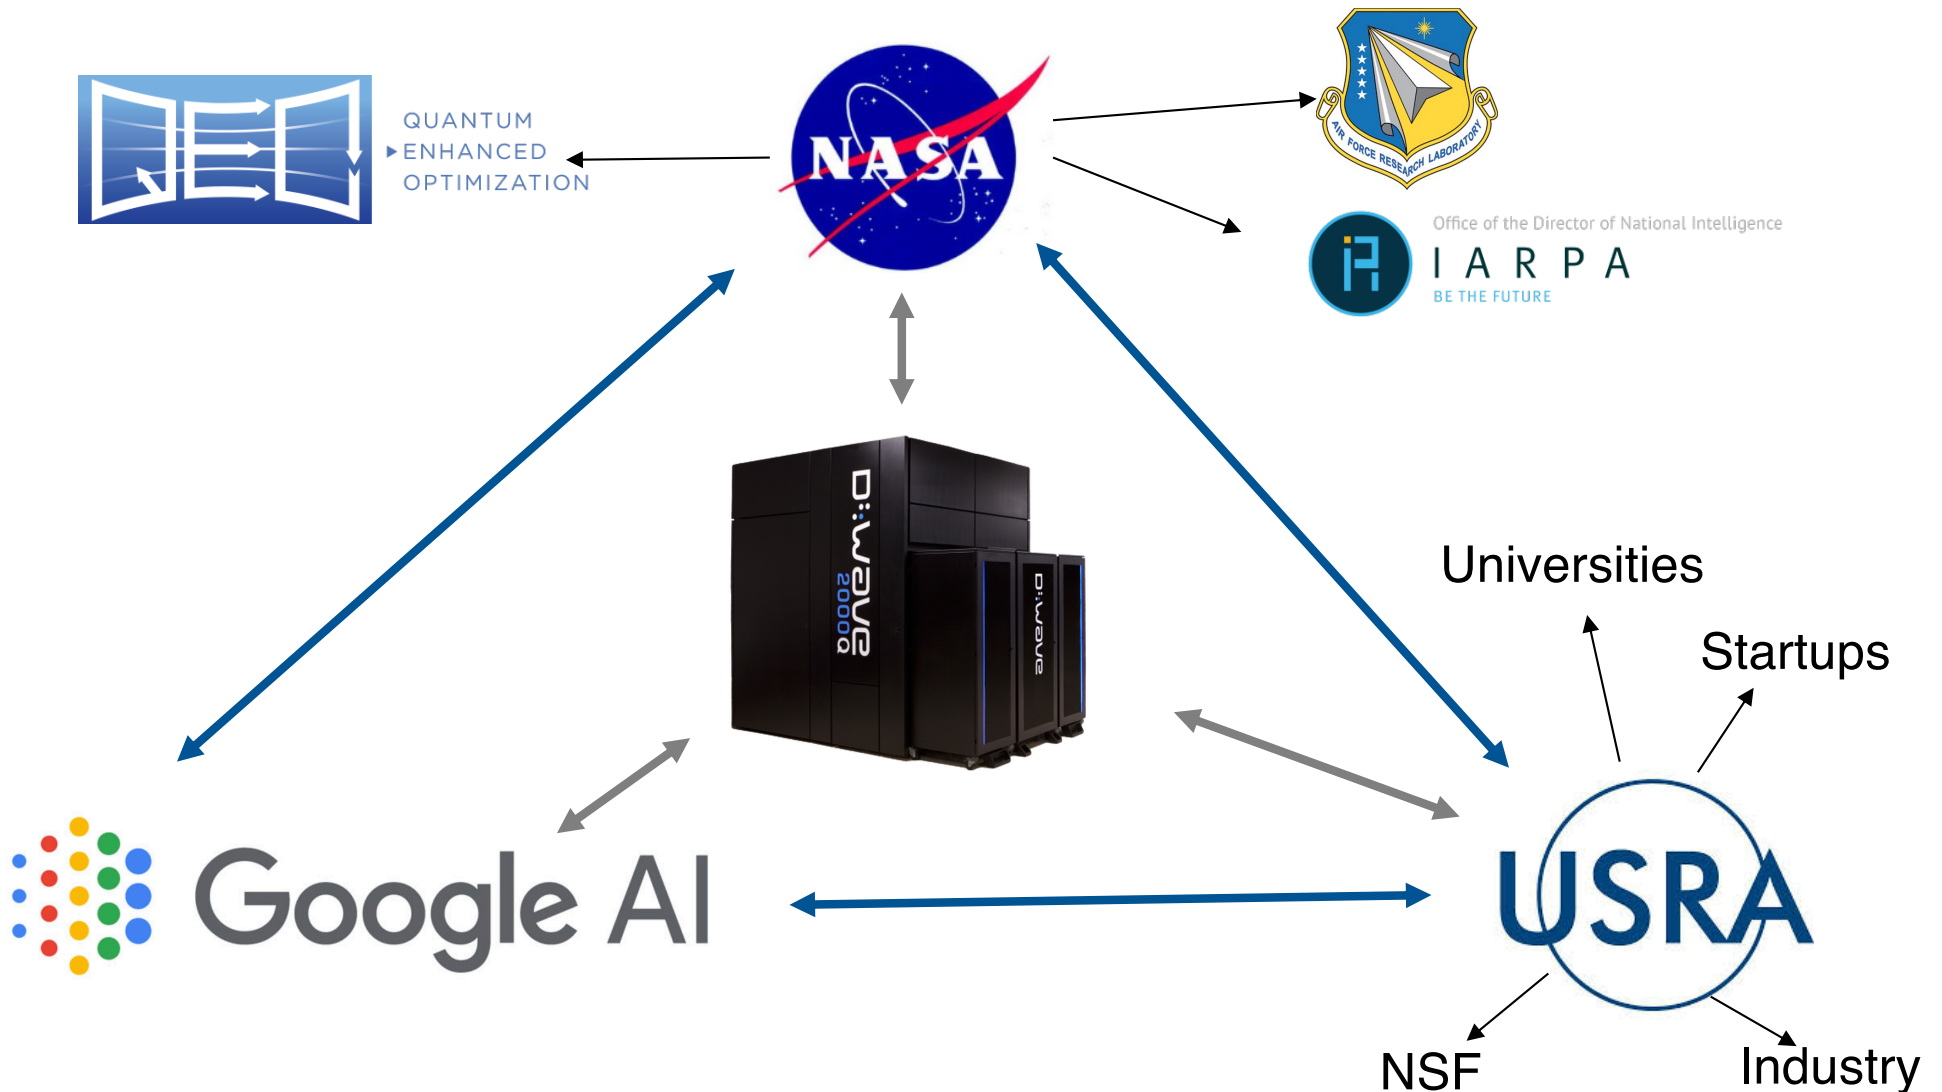 QEO
QUANTUM
ENHANCED
OPTIMIZATION
NASA
AIR FORCE RESEARCH LABORATORY
Office of the Director of National Intelligence
IARPA
BE THE FUTURE
D:Wave
2000Q
D:Wave
Universities
Startups
Google AI
USRA
NSF
Industry